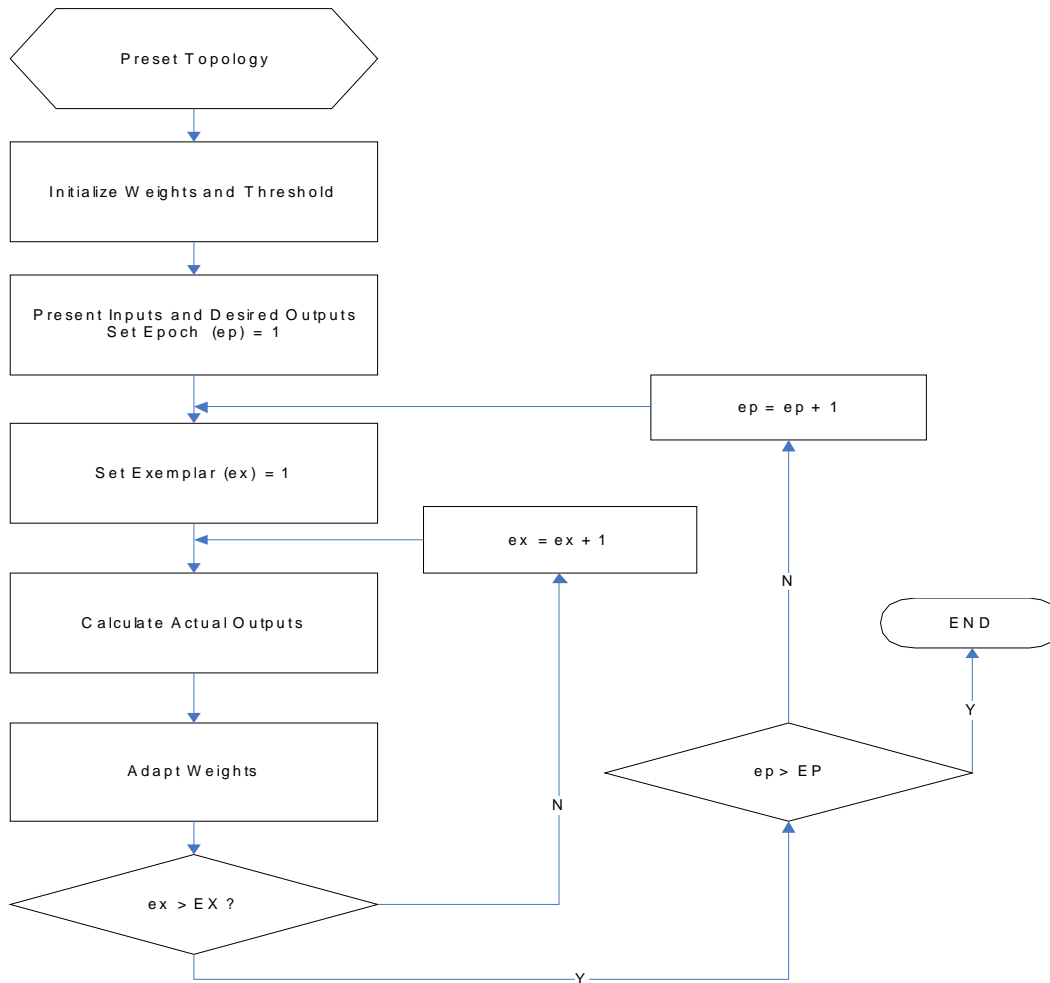 Preset Topology
Initialize Weights and Threshold
Present Inputs and Desired Outputs
Set Epoch (ep) = 1
ep = ep + 1
Set Exemplar (ex) = 1
ex = ex + 1
N
Calculate Actual Outputs
END
Y
Adapt Weights
ep > EP
N
ex > EX ?
Y